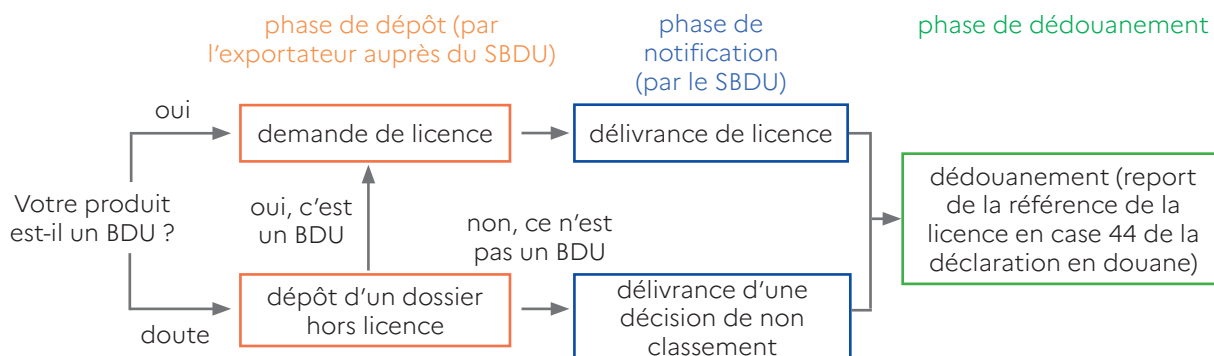 phase de dépôt (par
l'exportateur auprès du SBDU)
phase de
notification
(par le SBDU)
phase de dédouanement
oui
demande de licence
délivrance de licence
Votre produit
est-il un BDU ?
oui, c'est
un BDU
non, ce n'est
pas un BDU
dédouanement (report
de la référence de la
licence en case 44 de la
déclaration en douane)
doute
dépôt d'un dossier
hors licence
délivrance d'une
décision de non
classement